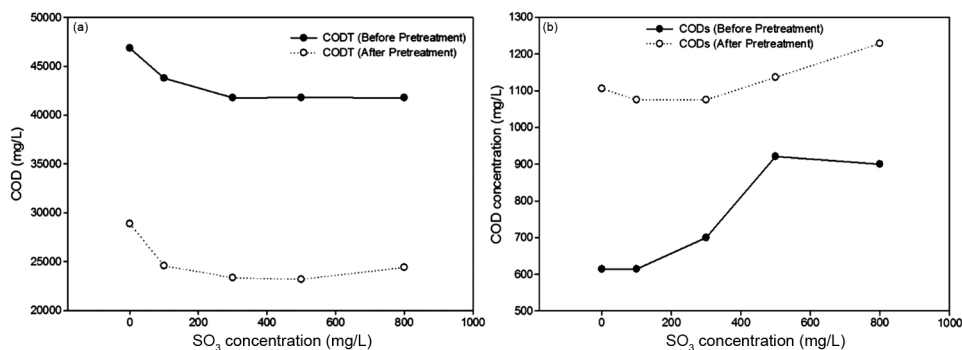 (a)
CODT (Before Pretreatment)
CODT (After Pretreatment)
50000
45000
40000
35000
30000
25000
20000
COD (mg/L)
0 200 400 600 800 1000
SO₃ concentration (mg/L)
(b)
CODs (Before Pretreatment)
CODs (After Pretreatment)
1300
1200
1100
1000
900
800
700
600
500
COD concentration (mg/L)
0 200 400 600 800 1000
SO₃ concentration (mg/L)